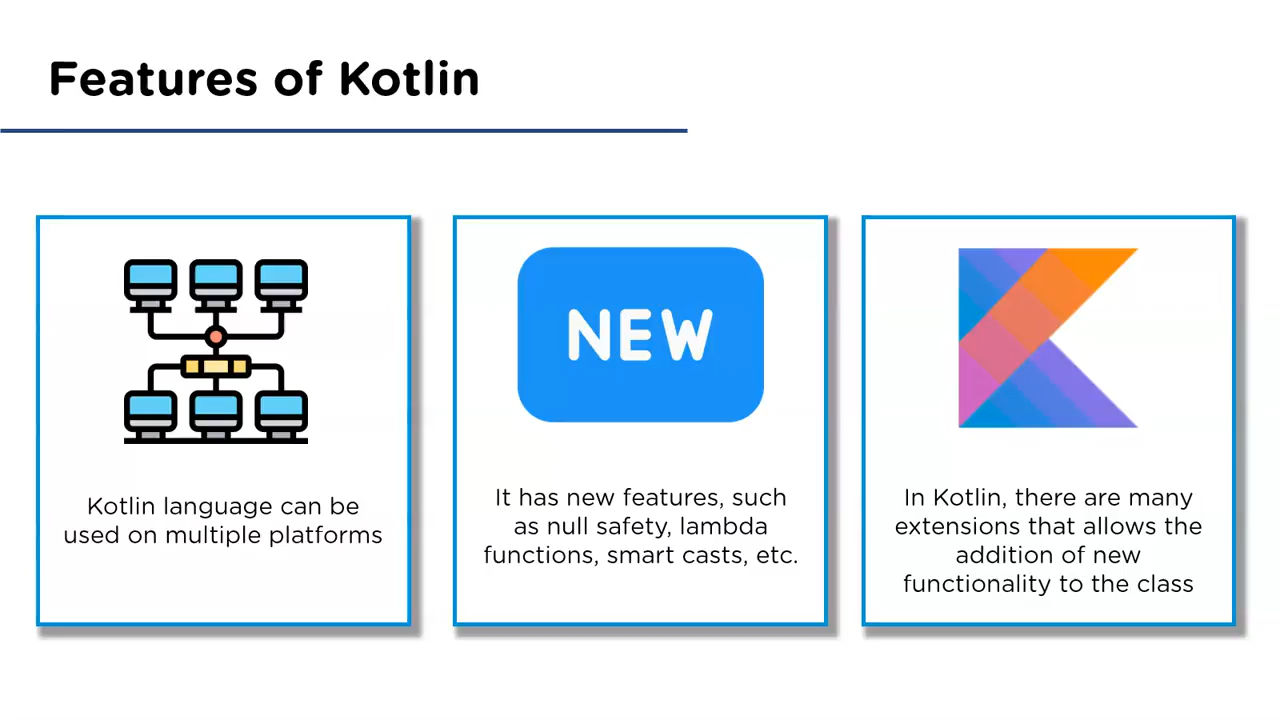 Features of Kotlin
NEW
Kotlin language can be
used on multiple platforms
It has new features, such
as null safety, lambda
functions, smart casts, etc.
In Kotlin, there are many
extensions that allows the
addition of new
functionality to the class